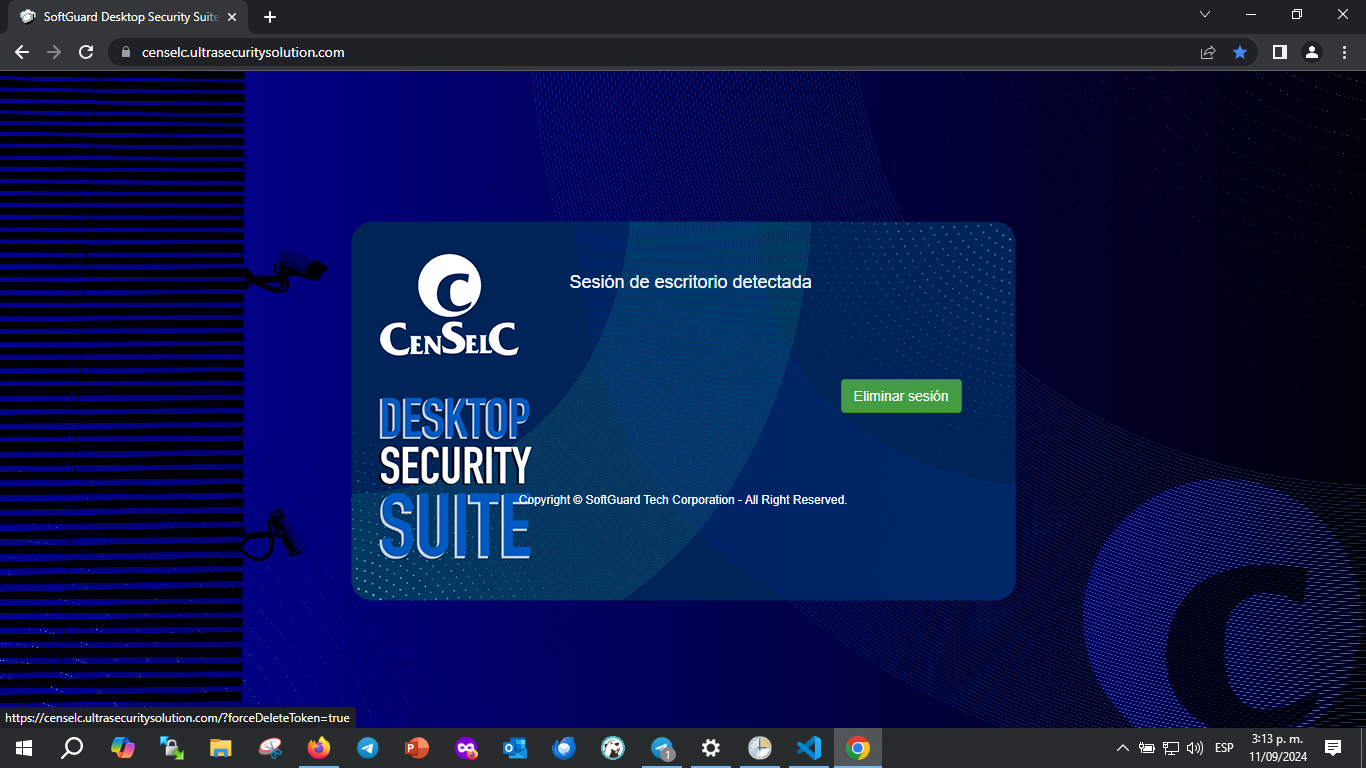 SoftGuard Desktop Security Suite
censelc.ultrasecuritysolution.com
C
CENSELC
Sesión de escritorio detectada
Eliminar sesión
DESKTOP
SECURITY
SUITE
Copyright © SoftGuard Tech Corporation - All Right Reserved.
C
https://censelc.ultrasecuritysolution.com/?forceDeleteToken=true
1
ESP
3:13 p. m.
11/09/2024